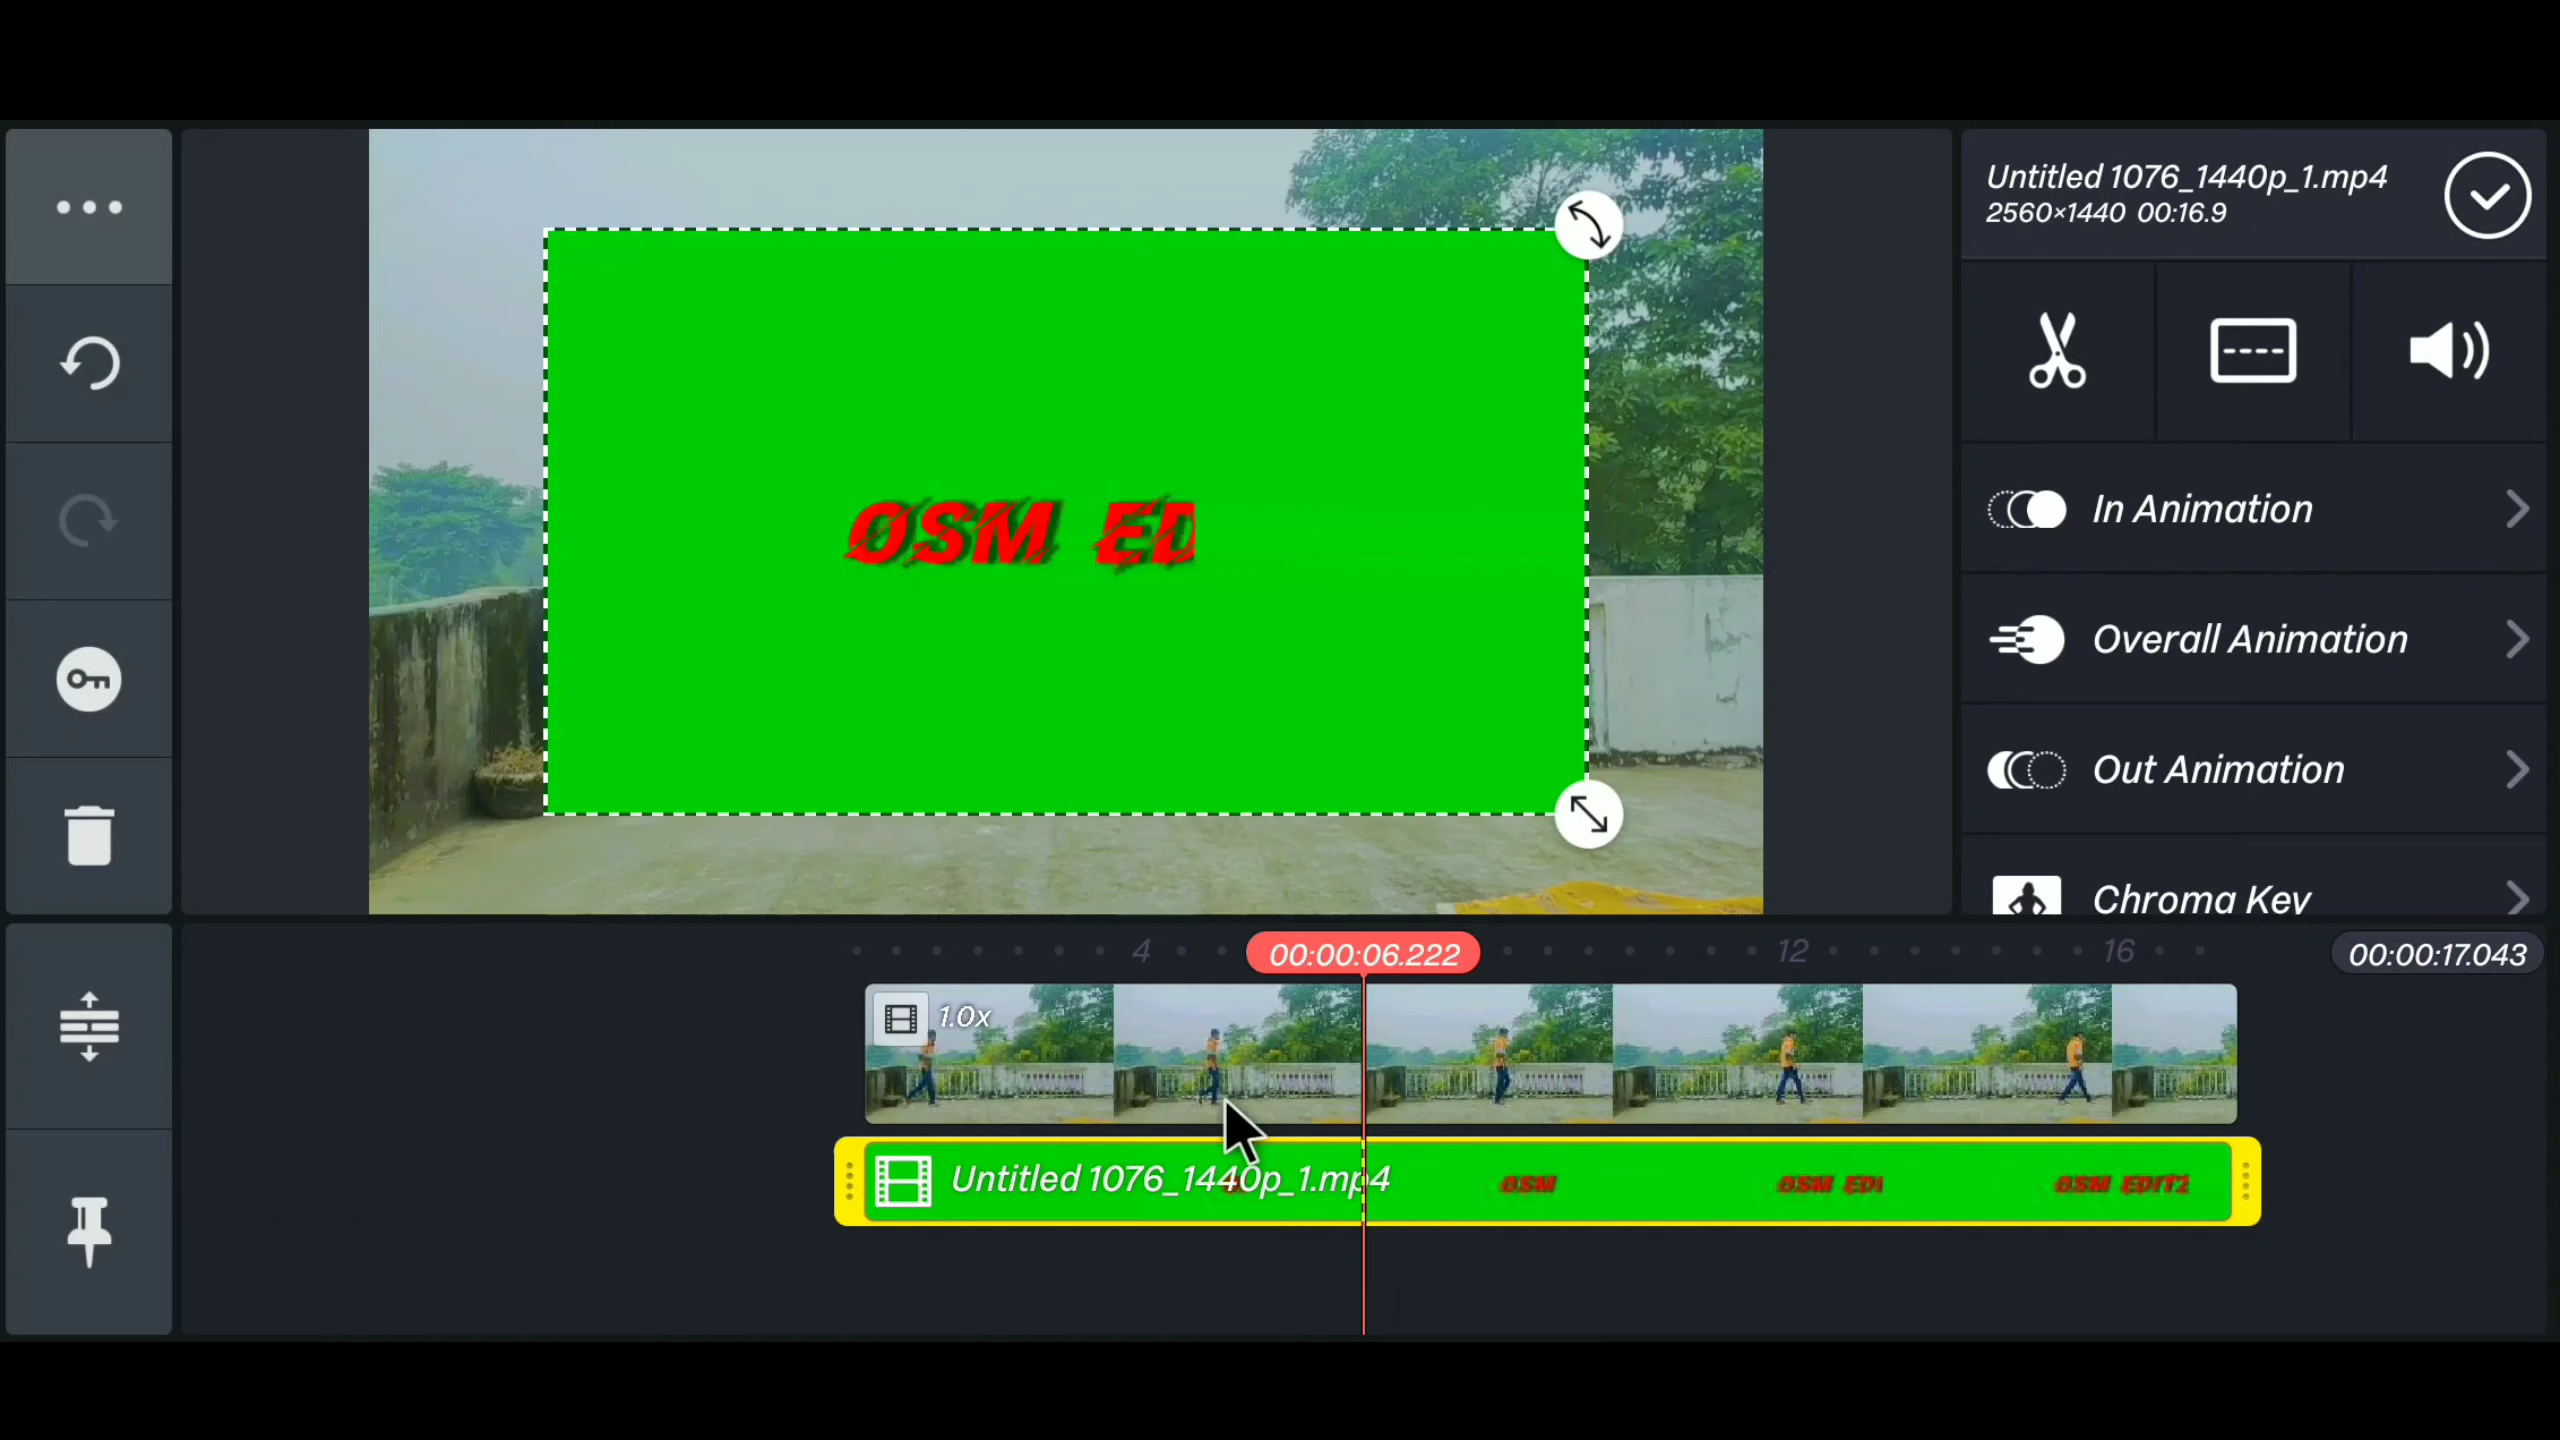 Untitled 1076_1440p_1.mp4
2560×1440 00:16.9
OSM ED
In Animation
Overall Animation
Out Animation
Chroma Key
4
00:00:06.222
12
16
00:00:17.043
1.0x
Untitled 1076_1440p_1.mp4
OSM
OSM EDI
OSM EDITZ